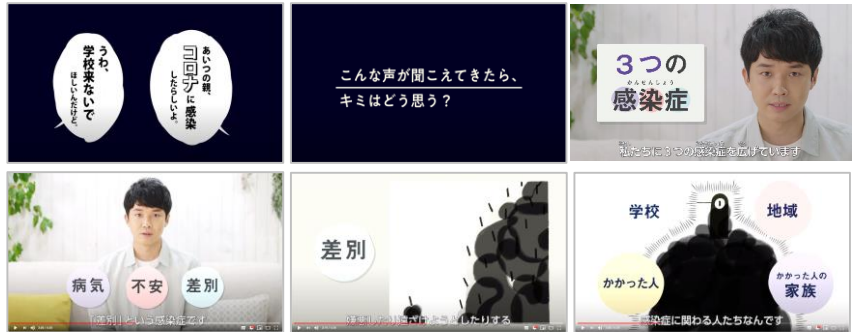 あいつの親、
コロナに感染
したらしいよ。
うわ、
学校来ないで
ほしいんだけど。
こんな声が聞こえてきたら、
キミはどう思う？
３つの
かんせんしょう
感染症
私たちに３つの感染症を広げています
病気
不安
差別
「差別」という感染症です
差別
したりする
学校
地域
かかった人
かかった人の
家族
感染症に関わる人たちなんです